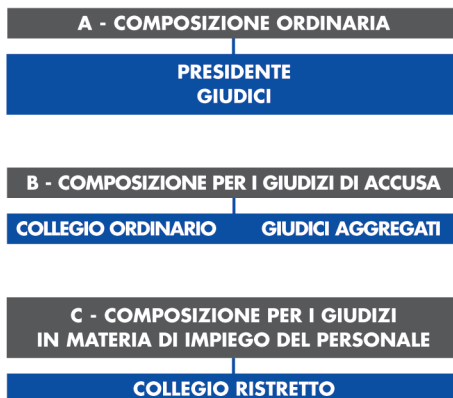 A - COMPOSIZIONE ORDINARIA
PRESIDENTE
GIUDICI
B - COMPOSIZIONE PER I GIUDIZI DI ACCUSA
COLLEGIO ORDINARIO GIUDICI AGGREGATI
C - COMPOSIZIONE PER I GIUDIZI
IN MATERIA DI IMPIEGO DEL PERSONALE
COLLEGIO RISTRETTO